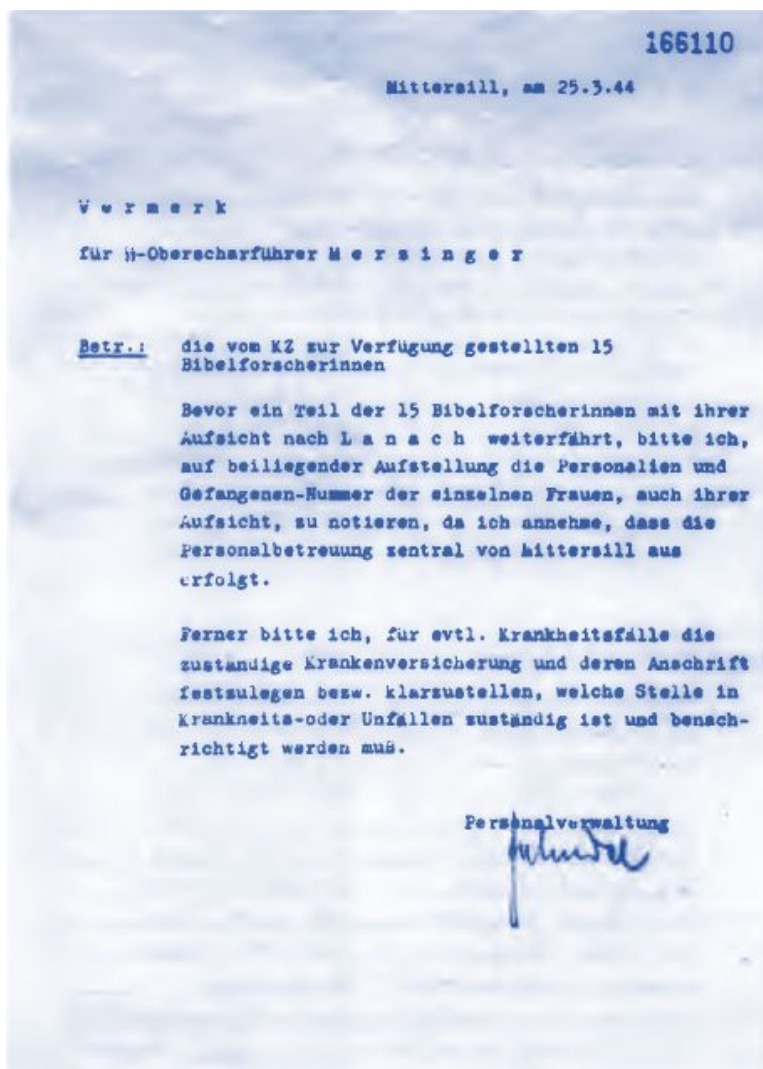 166110
Mittersill, am 25.3.44
V e r m e r k
für SS-Oberscharführer M e r s i n g e r
Betr.: die vom KZ zur Verfügung gestellten 15
Bibelforscherinnen
Bevor ein Teil der 15 Bibelforscherinnen mit ihrer
Aufsicht nach L a n a c h weiterfährt, bitte ich,
auf beiliegender Aufstellung die Personalien und
Gefangenen-Nummer der einzelnen Frauen, auch ihrer
Aufsicht, zu notieren, da ich annehme, dass die
Personalbetreuung zentral von Mittersill aus
erfolgt.
Ferner bitte ich, für evtl. Krankheitsfälle die
zuständige Krankenversicherung und deren Anschrift
festzulegen bezw. klarzustellen, welche Stelle in
Krankheits-oder Unfällen zuständig ist und benach-
richtigt werden muß.
Personalverwaltung